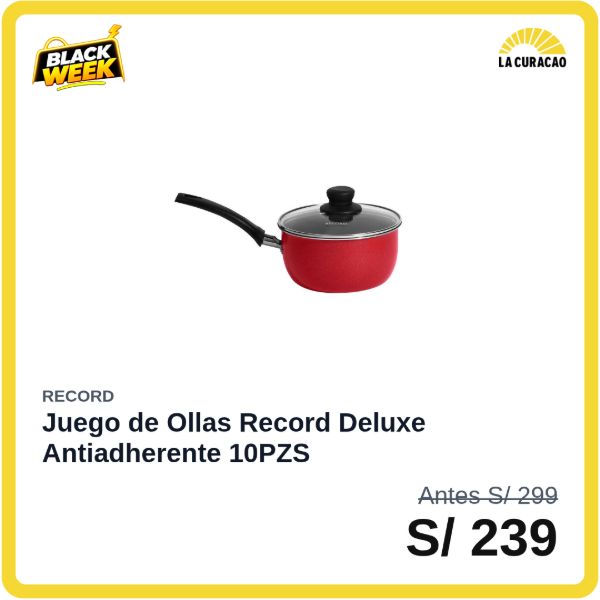 BLACK
WEEK
LA CURACAO
RECORD
Juego de Ollas Record Deluxe
Antiadherente 10PZS
Antes S/ 299
S/ 239